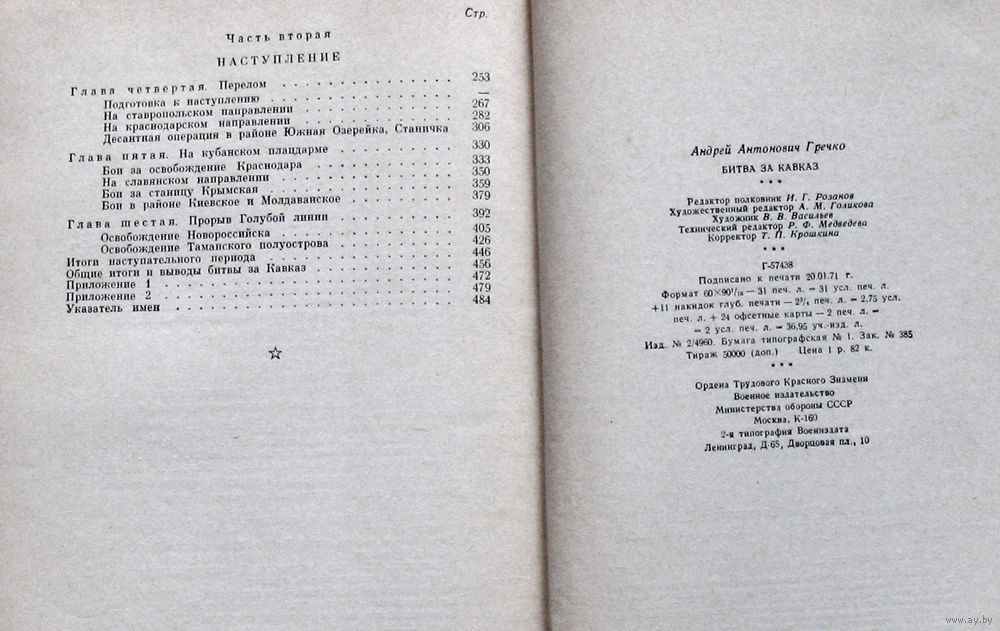 Стр.
Часть вторая
НАСТУПЛЕНИЕ
Глава четвертая. Перелом . . . . . . . . . . . . . 253
Подготовка к наступлению . . . . . . . . . . . . —
На ставропольском направлении . . . . . . . . . . 267
На краснодарском направлении . . . . . . . . . . 282
Десантная операция в районе Южная Озерейка, Станичка 306
Глава пятая. На кубанском плацдарме . . . . . . . . 330
Бои за освобождение Краснодара . . . . . . . . . 333
На славянском направлении . . . . . . . . . . . 350
Бои за станицу Крымская . . . . . . . . . . . . 359
Бои в районе Киевское и Молдаванское . . . . . . . 379
Глава шестая. Прорыв Голубой линии . . . . . . . . 392
Освобождение Новороссийска . . . . . . . . . . . 405
Освобождение Таманского полуострова . . . . . . . 426
Итоги наступательного периода . . . . . . . . . . . 446
Общие итоги и выводы битвы за Кавказ . . . . . . . . 456
Приложение 1 . . . . . . . . . . . . . . . . . . 472
Приложение 2 . . . . . . . . . . . . . . . . . . 479
Указатель имен . . . . . . . . . . . . . . . . . 484
Андрей Антонович Гречко
БИТВА ЗА КАВКАЗ
* * *
Редактор полковник И. Г. Розанов
Художественный редактор А. М. Голикова
Художник В. В. Васильев
Технический редактор Р. Ф. Медведева
Корректор Т. П. Крошкина
* * *
Г-57438
Подписано к печати 20.01.71 г.
Формат 60×90¹/₁₆ — 31 печ. л. = 31 усл. печ. л.
+11 накидок глуб. печати — 2³/₄ печ. л. = 2,75 усл.
печ. л. + 24 офсетные карты — 2 печ. л. =
= 2 усл. печ. л. = 36,95 уч.-изд. л.
Изд. № 2/4960. Бумага типографская № 1. Зак. № 385
Тираж 50000 (доп.) Цена 1 р. 82 к.
* * *
Ордена Трудового Красного Знамени
Военное издательство
Министерства обороны СССР
Москва, К-160
2-я типография Воениздата
Ленинград, Д-65, Дворцовая пл., 10
www.ay.by